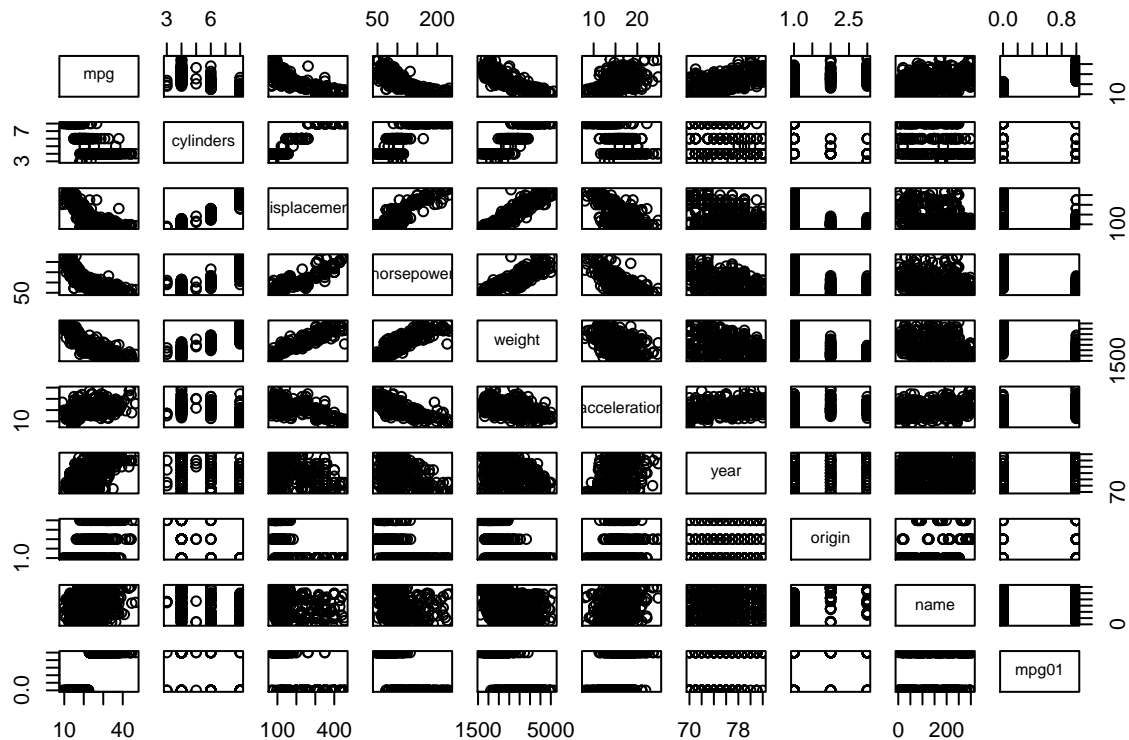 3 6 50 200 10 20 1.0 2.5 0.0 0.8
mpg 10
7 3 cylinders
isplacemen 100
50 horsepower
weight 1500
10 acceleration
year 70
1.0 origin
name 0
0.0 mpg01
10 40 100 400 1500 5000 70 78 0 200